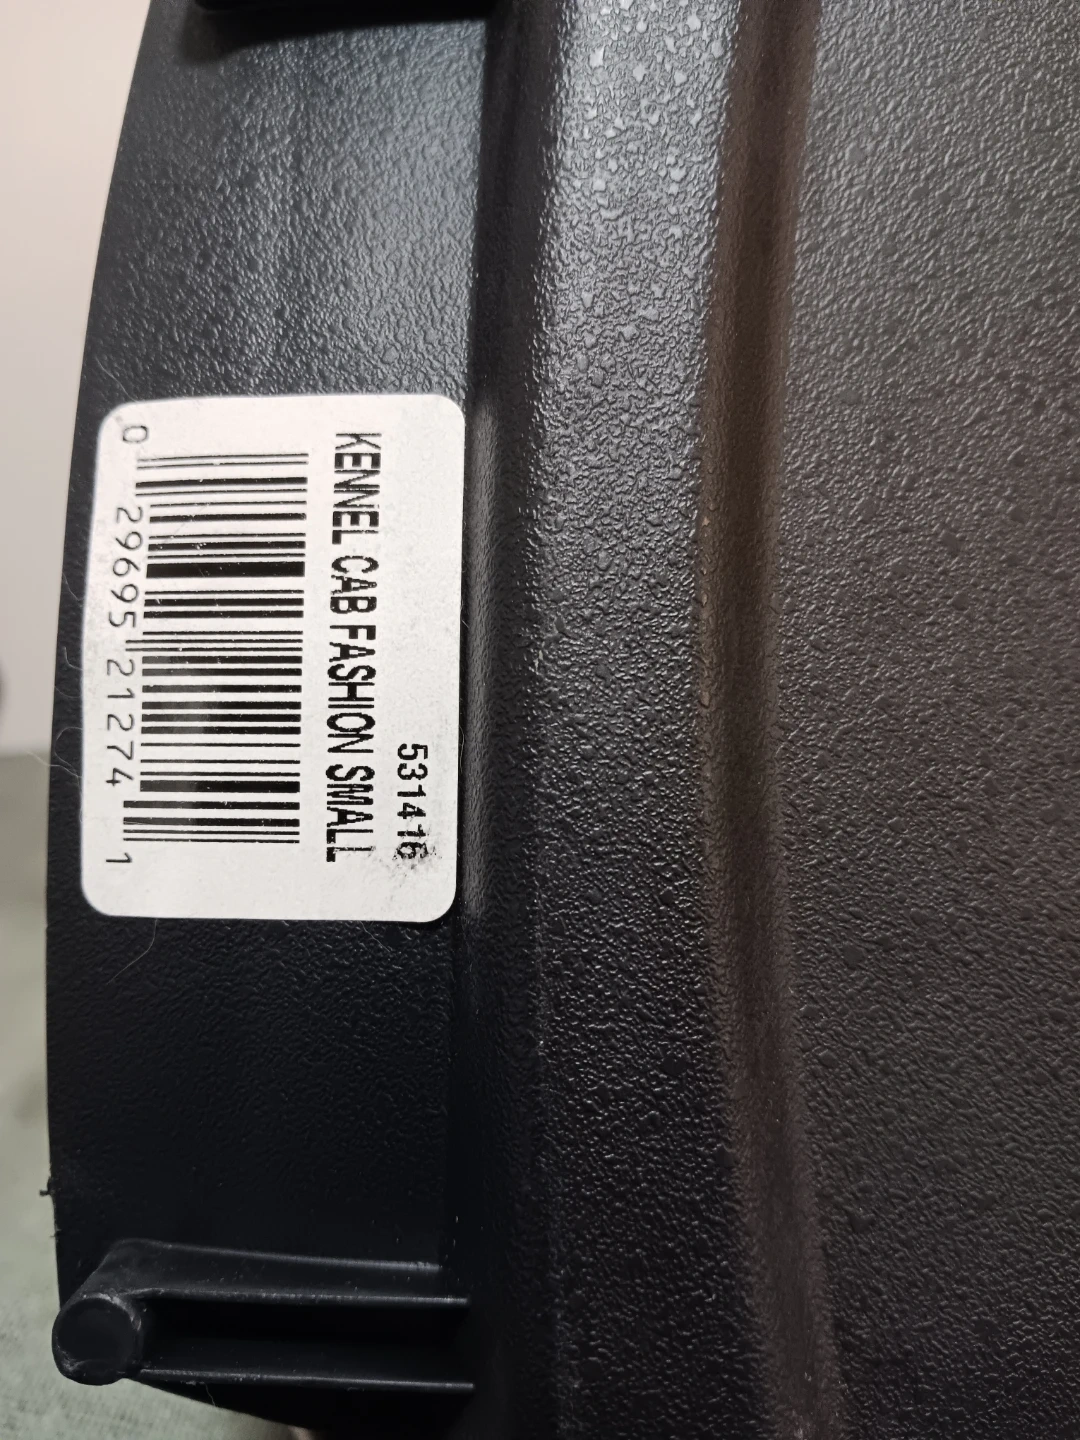 531416
KENNEL CAB FASHION SMALL
0 29695 21274 1